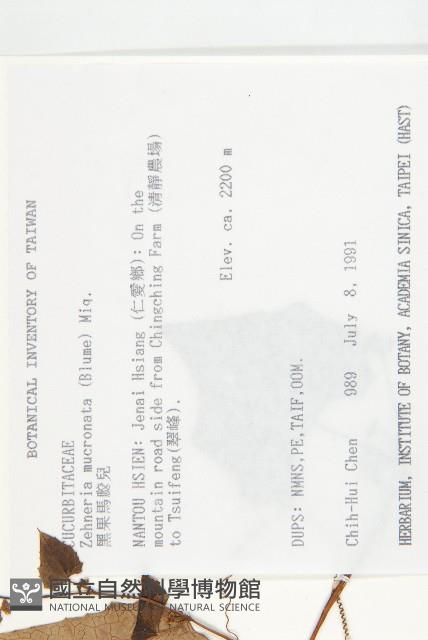 BOTANICAL INVENTORY OF TAIWAN
CUCURBITACEAE
Zehneria mucronata (Blume) Miq.
黑果馬㼎兒
NANTOU HSIEN: Jenai Hsiang (仁愛鄉): On the
mountain road side from Chingching Farm (清靜農場)
to Tsuifeng(翠峰).
Elev. ca. 2200 m
DUPS: NMNS,PE,TAIF,OOM.
Chih-Hui Chen 989 July 8, 1991
HERBARIUM, INSTITUTE OF BOTANY, ACADEMIA SINICA, TAIPEI (HAST)
國立自然科學博物館
NATIONAL MUSEUM OF NATURAL SCIENCE